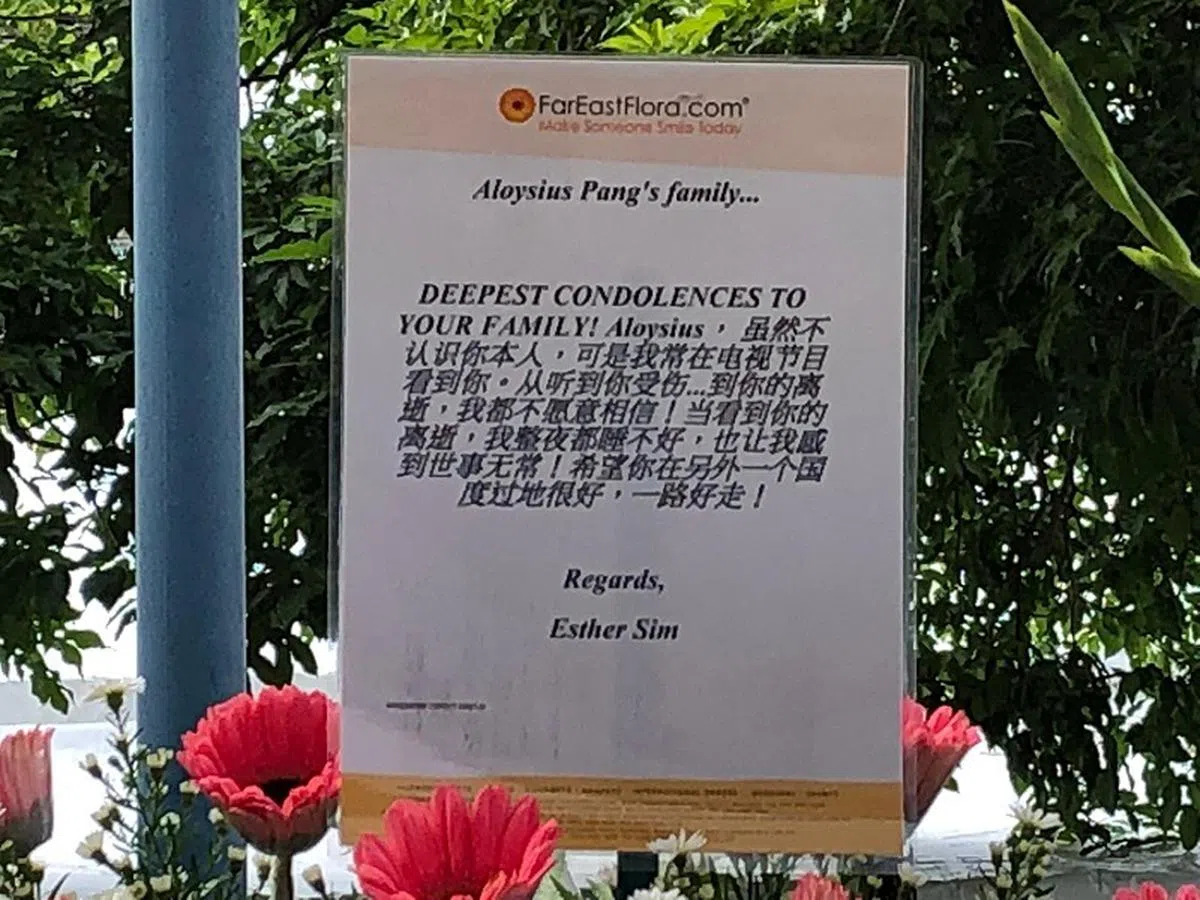 FarEastFlora.com®
Make Someone Smile Today
Aloysius Pang's family...
DEEPEST CONDOLENCES TO
YOUR FAMILY! Aloysius， 虽然不
认识你本人，可是我常在电视节目
看到你。从听到你受伤...到你的离
逝，我都不愿意相信！当看到你的
离逝，我整夜都睡不好，也让我感
到世事无常！希望你在另外一个国
度过地很好，一路好走！
Regards,
Esther Sim